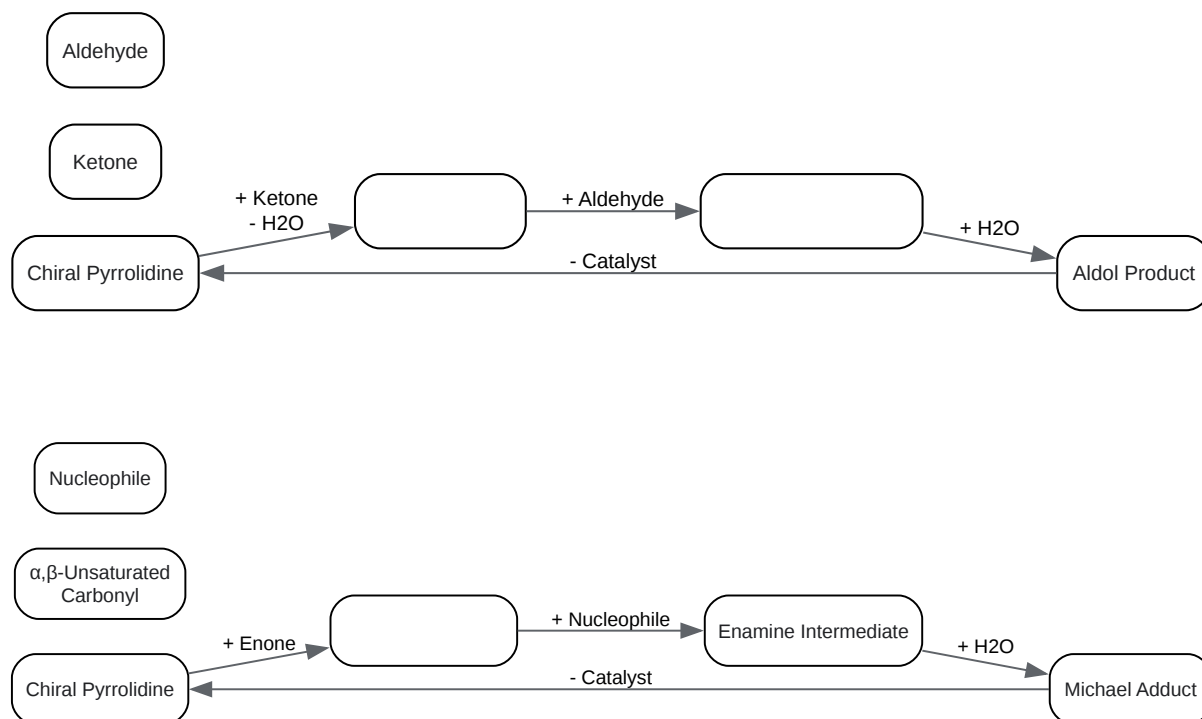 Aldehyde
Ketone
+ Ketone
- H2O
+ Aldehyde
+ H2O
Chiral Pyrrolidine
- Catalyst
Aldol Product
Nucleophile
α,β-Unsaturated
Carbonyl
+ Enone
+ Nucleophile
Enamine Intermediate
+ H2O
Chiral Pyrrolidine
- Catalyst
Michael Adduct